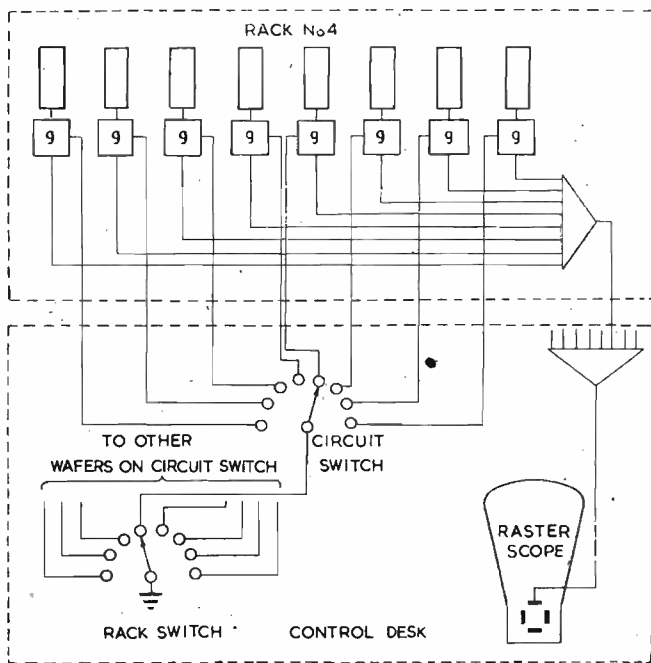 RACK No4
9 9 9 9 9 9 9 9
TO OTHER
WAFERS ON CIRCUIT SWITCH
CIRCUIT
SWITCH
RASTER
SCOPE
RACK SWITCH
CONTROL DESK